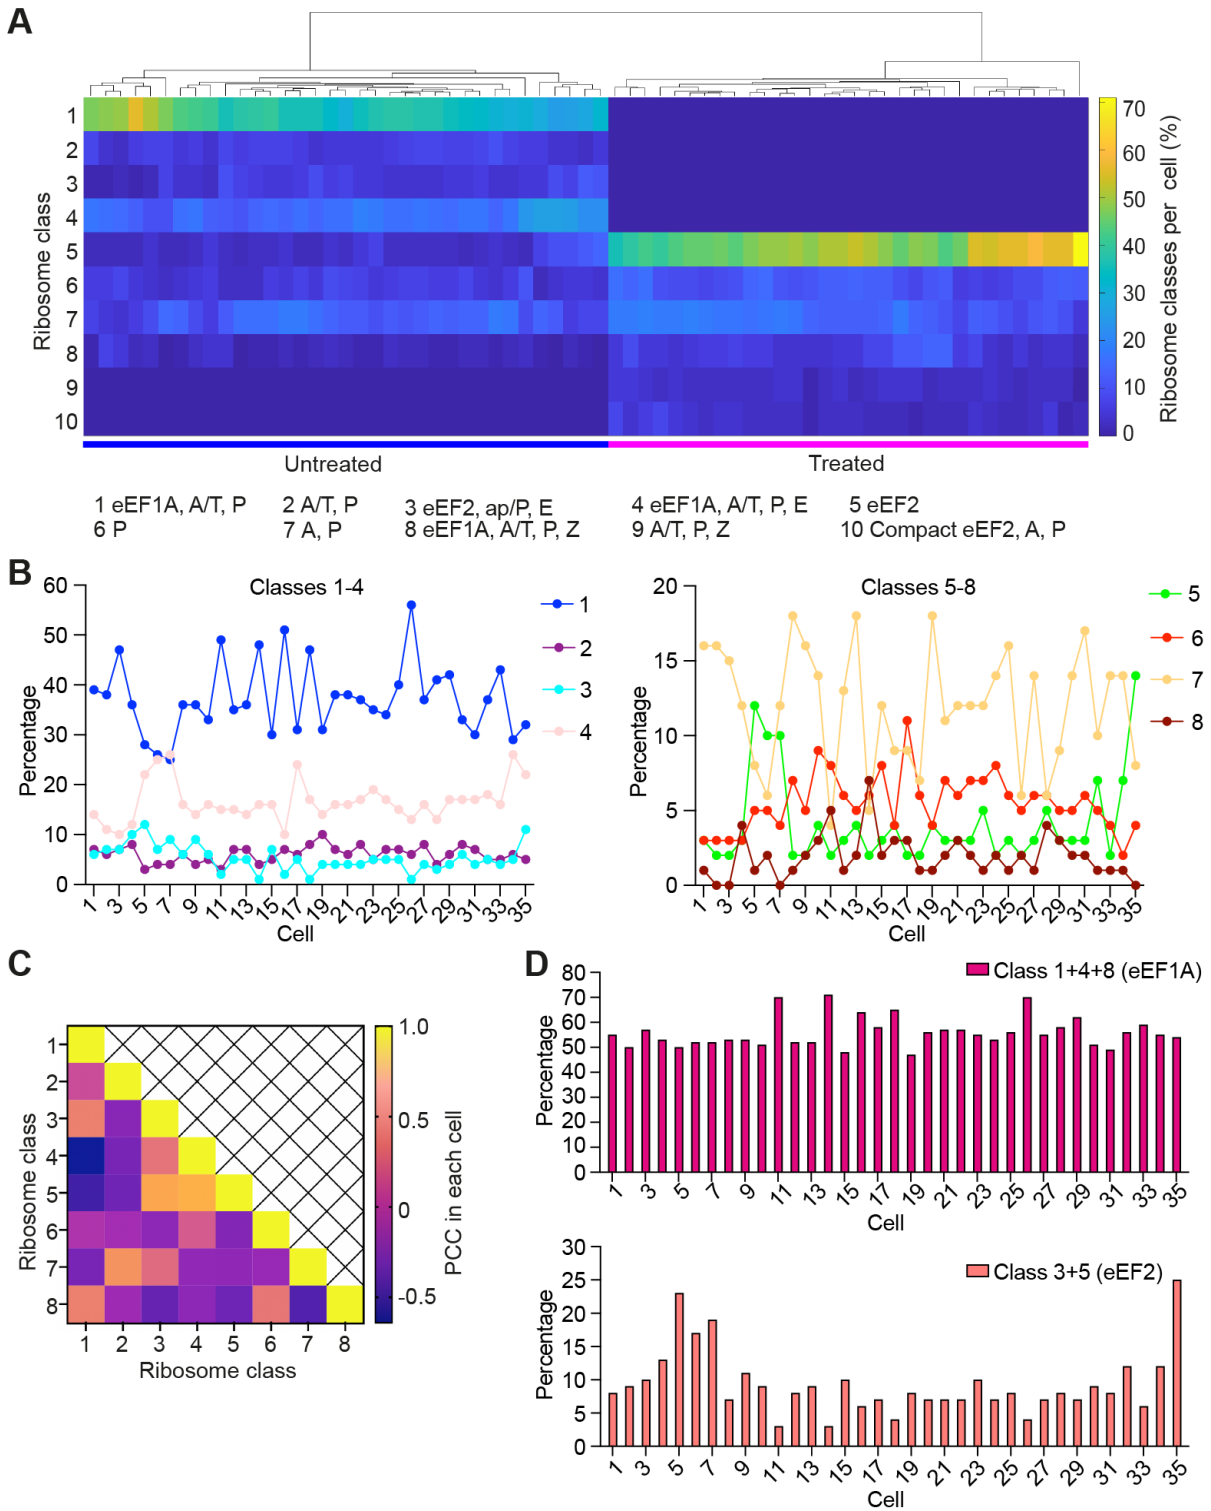 A
Ribosome class
1
2
3
4
5
6
7
8
9
10
70
60
50
40
30
20
10
0
Ribosome classes per cell (%)
Untreated
Treated
1 eEF1A, A/T, P
2 A/T, P
3 eEF2, ap/P, E
4 eEF1A, A/T, P, E
5 eEF2
6 P
7 A, P
8 eEF1A, A/T, P, Z
9 A/T, P, Z
10 Compact eEF2, A, P
B
Classes 1-4
Percentage
60
50
40
30
20
10
0
1 3 5 7 9 11 13 15 17 19 21 23 25 27 29 31 33 35
Cell
1
2
3
4
Classes 5-8
Percentage
20
15
10
5
0
1 3 5 7 9 11 13 15 17 19 21 23 25 27 29 31 33 35
Cell
5
6
7
8
C
Ribosome class
1
2
3
4
5
6
7
8
1 2 3 4 5 6 7 8
Ribosome class
1.0
0.5
0
-0.5
PCC in each cell
D
Class 1+4+8 (eEF1A)
Percentage
80
70
60
50
40
30
20
10
0
1 3 5 7 9 11 13 15 17 19 21 23 25 27 29 31 33 35
Cell
Class 3+5 (eEF2)
Percentage
30
25
20
15
10
5
0
1 3 5 7 9 11 13 15 17 19 21 23 25 27 29 31 33 35
Cell